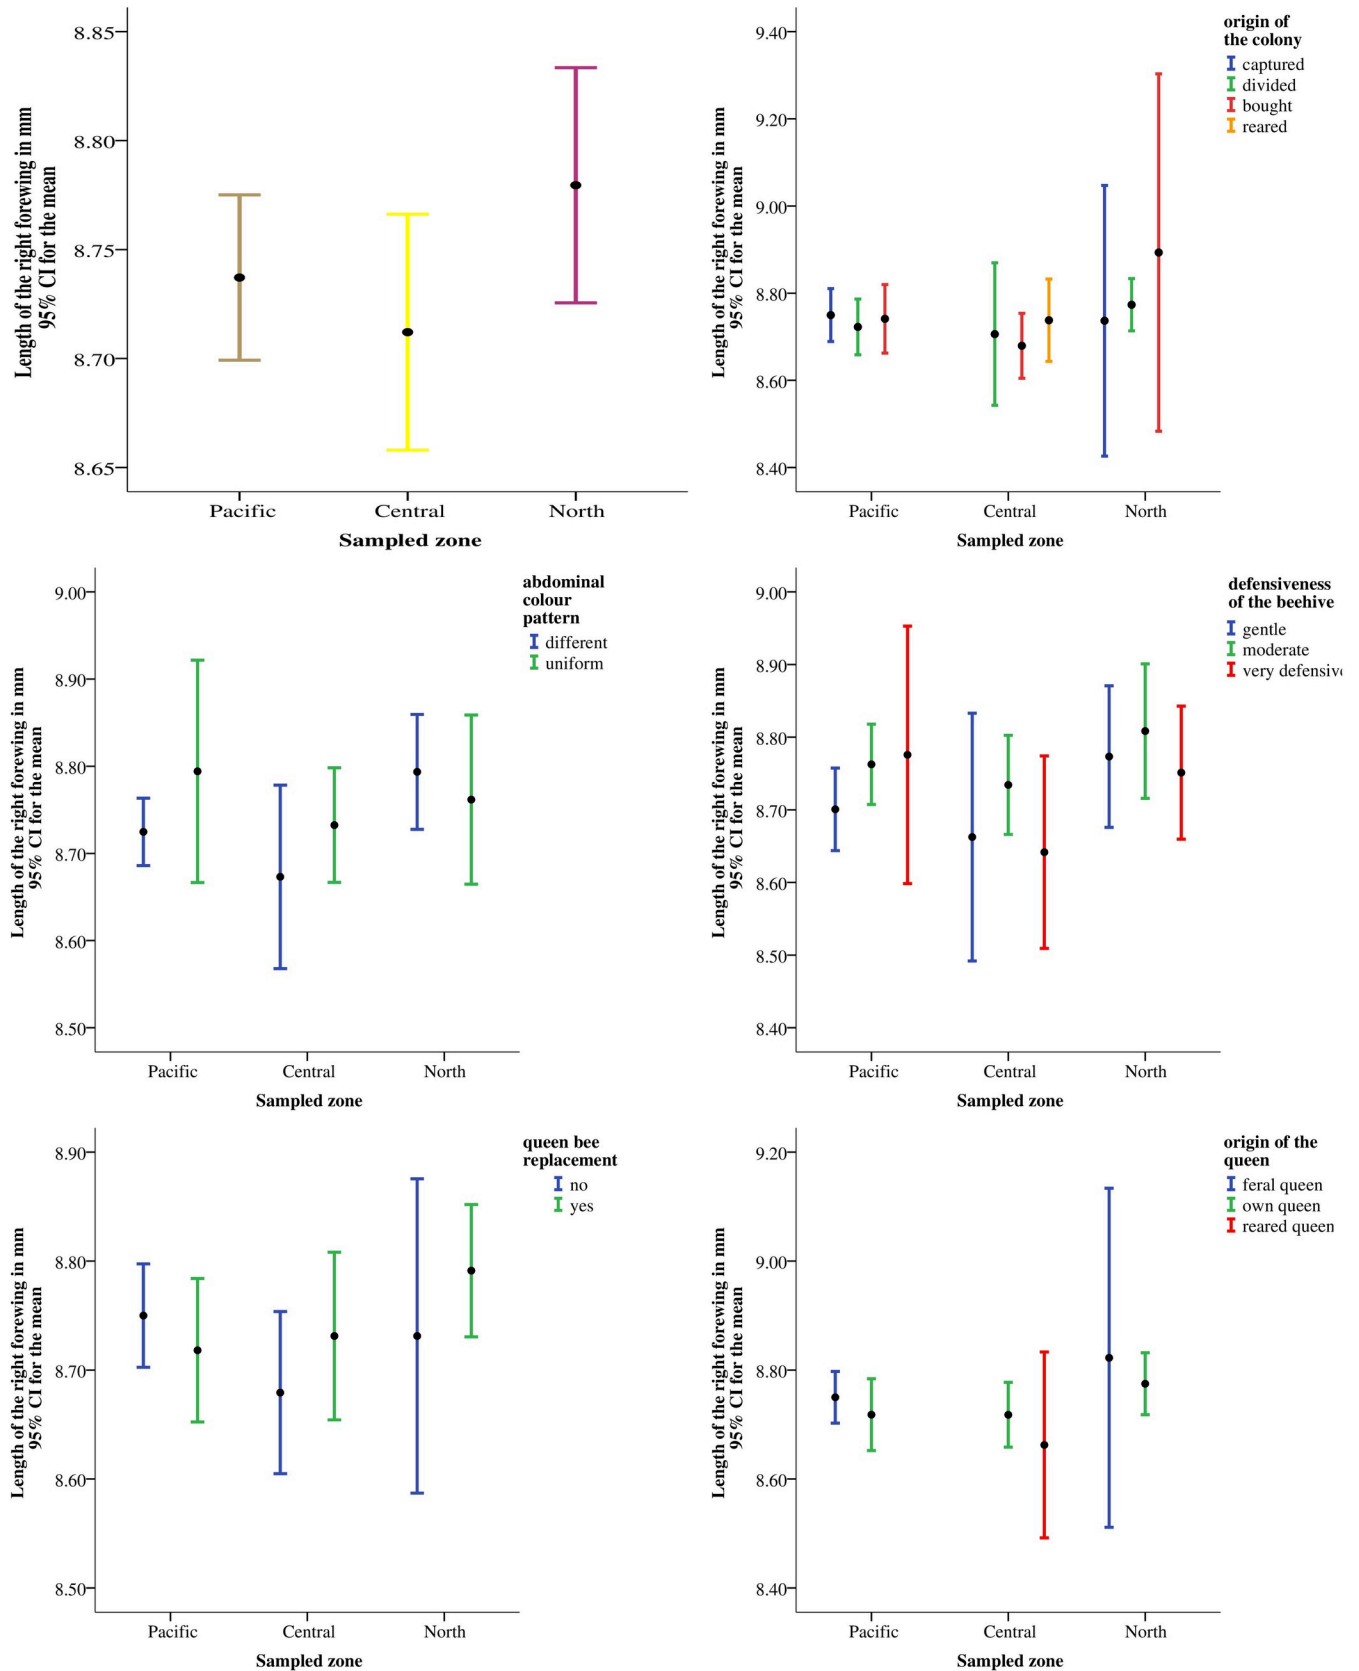 Length of the right forewing in mm
95% CI for the mean
8.85
8.80
8.75
8.70
8.65
Pacific
Central
North
Sampled zone
Length of the right forewing in mm
95% CI for the mean
9.40
9.20
9.00
8.80
8.60
8.40
Pacific
Central
North
Sampled zone
origin of
the colony
captured
divided
bought
reared
Length of the right forewing in mm
95% CI for the mean
9.00
8.90
8.80
8.70
8.60
8.50
Pacific
Central
North
Sampled zone
abdominal
colour
pattern
different
uniform
Length of the right forewing in mm
95% CI for the mean
9.00
8.90
8.80
8.70
8.60
8.50
8.40
Pacific
Central
North
Sampled zone
defensiveness
of the beehive
gentle
moderate
very defensiv
Length of the right forewing in mm
95% CI for the mean
8.90
8.80
8.70
8.60
8.50
Pacific
Central
North
Sampled zone
queen bee
replacement
no
yes
Length of the right forewing in mm
95% CI for the mean
9.20
9.00
8.80
8.60
8.40
Pacific
Central
North
Sampled zone
origin of the
queen
feral queen
own queen
reared queen